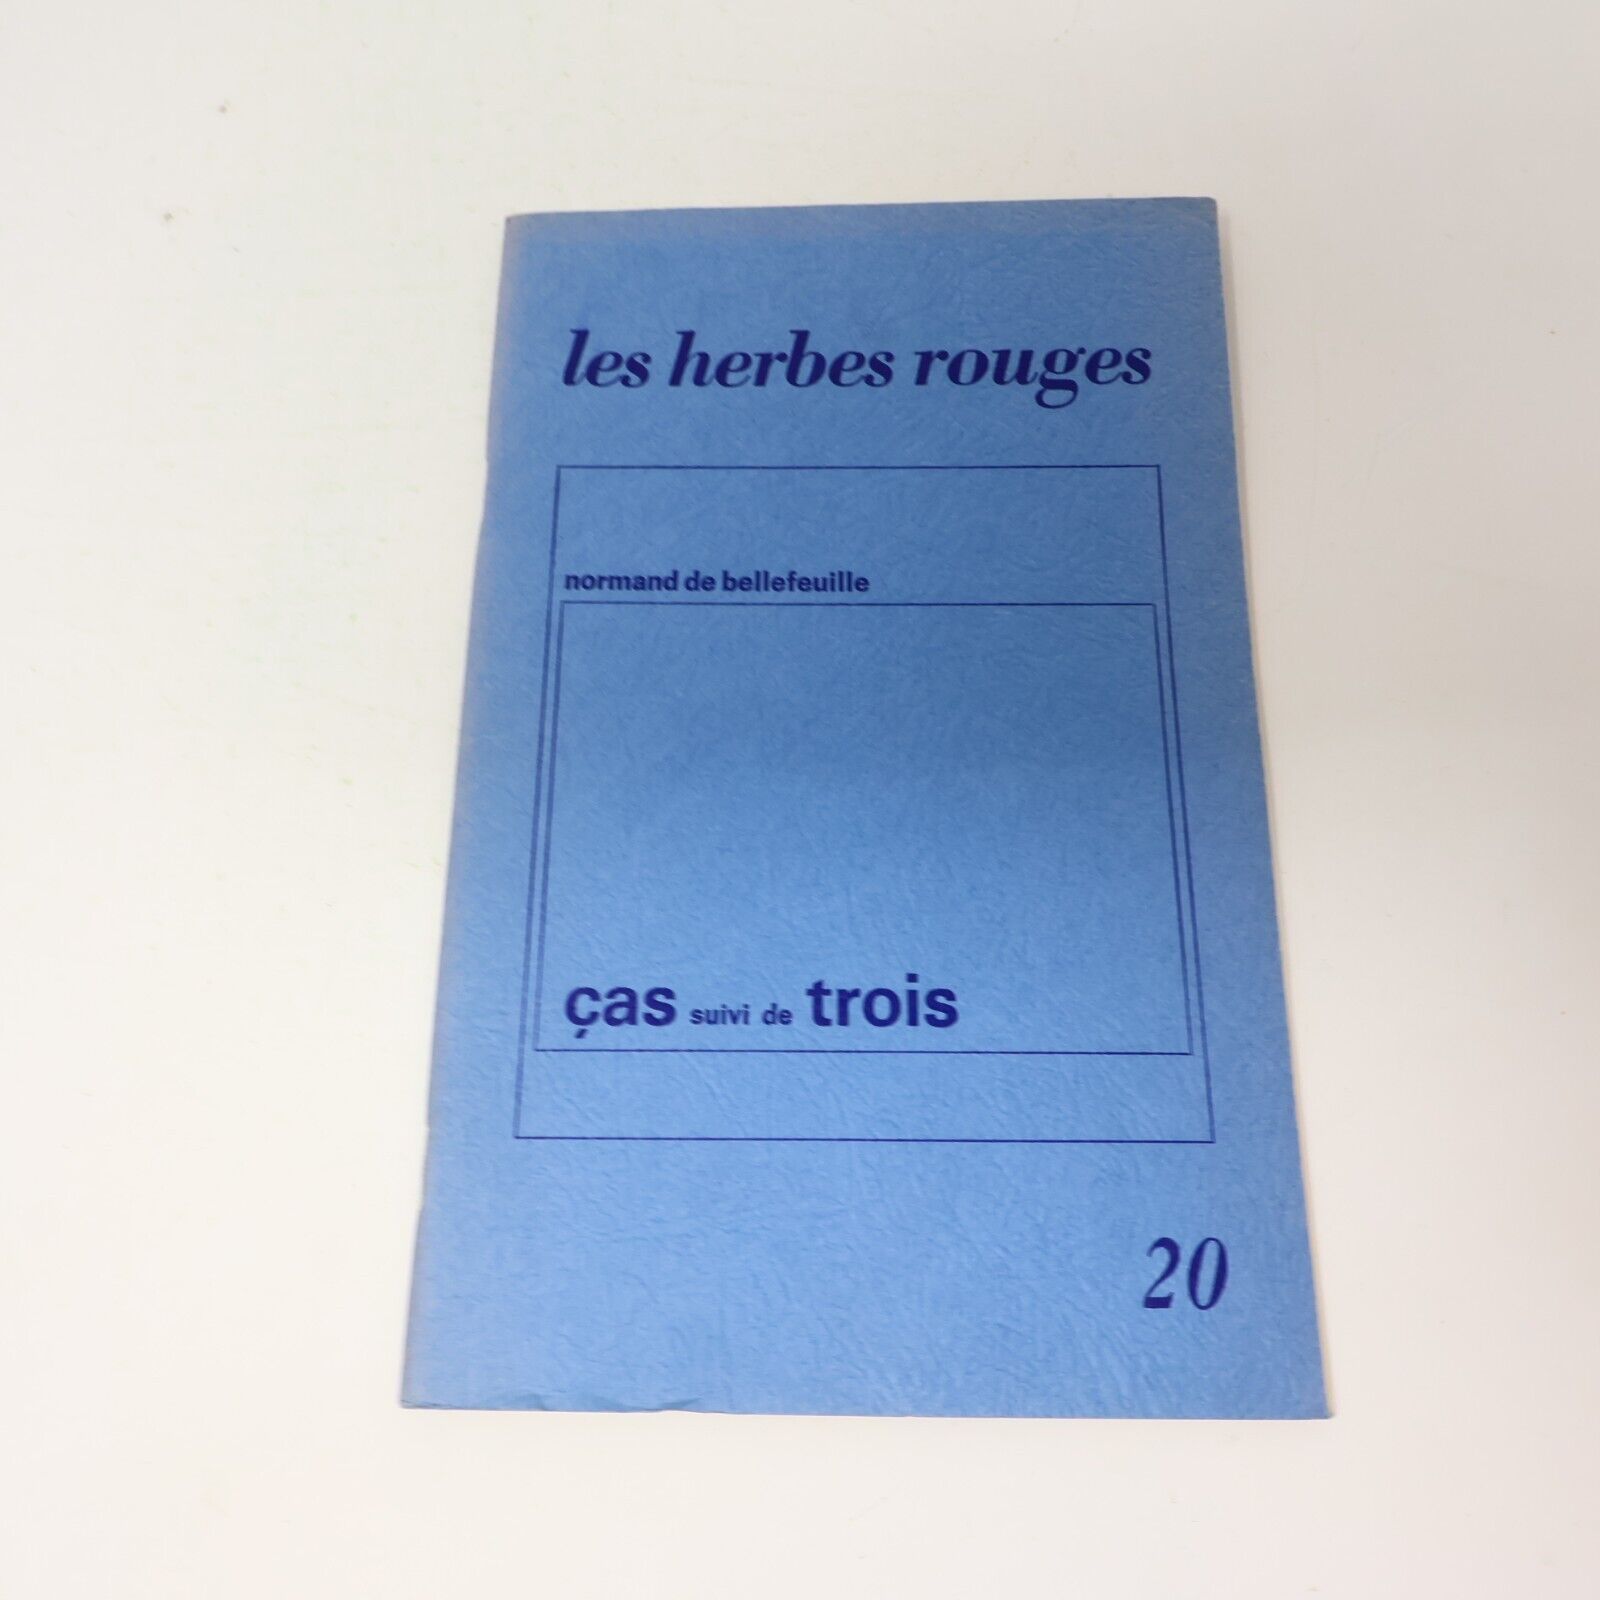 les herbes rouges
normand de bellefeuille
ças suivi de trois
20